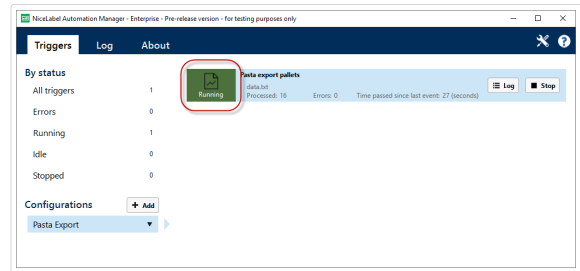 NiceLabel Automation Manager - Enterprise - Pre-release version - for testing purposes only
Triggers Log About
By status
All triggers 1
Errors 0
Running 1
Idle 0
Stopped 0
Configurations + Add
Pasta Export
Running
Pasta export pallets
data.txt
Processed: 16 Errors: 0 Time passed since last event: 27 (seconds)
Log Stop